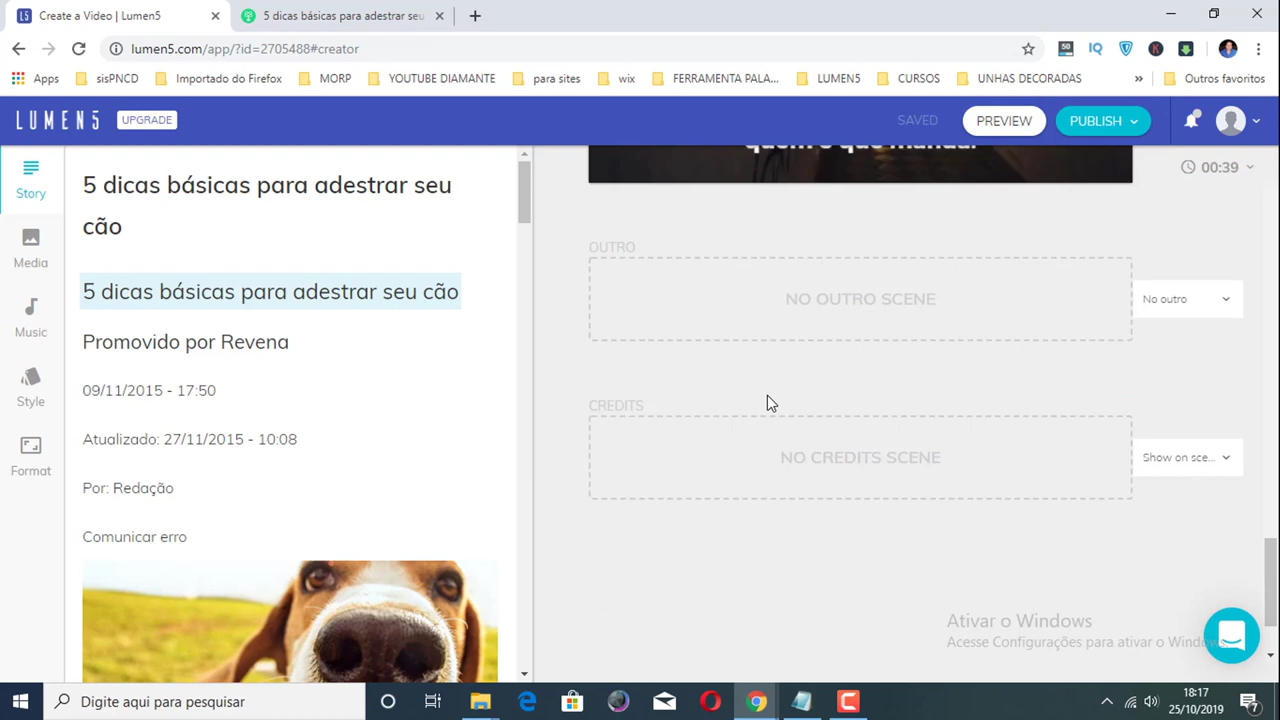 Create a Video | Lumen5
5 dicas básicas para adestrar seu
lumen5.com/app/?id=2705488#creator
50
IQ
K
Apps
sisPNCD
Importado do Firefox
MORP
YOUTUBE DIAMANTE
para sites
wix
FERRAMENTA PALA...
LUMEN5
CURSOS
UNHAS DECORADAS
»
Outros favoritos
LUMEN5
UPGRADE
SAVED
PREVIEW
PUBLISH
Story
Media
Music
Style
Format
5 dicas básicas para adestrar seu
cão
5 dicas básicas para adestrar seu cão
Promovido por Revena
09/11/2015 - 17:50
Atualizado: 27/11/2015 - 10:08
Por: Redação
Comunicar erro
00:39
OUTRO
NO OUTRO SCENE
No outro
CREDITS
NO CREDITS SCENE
Show on sce...
Ativar o Windows
Acesse Configurações para ativar o Windows.
Digite aqui para pesquisar
18:17
25/10/2019
7